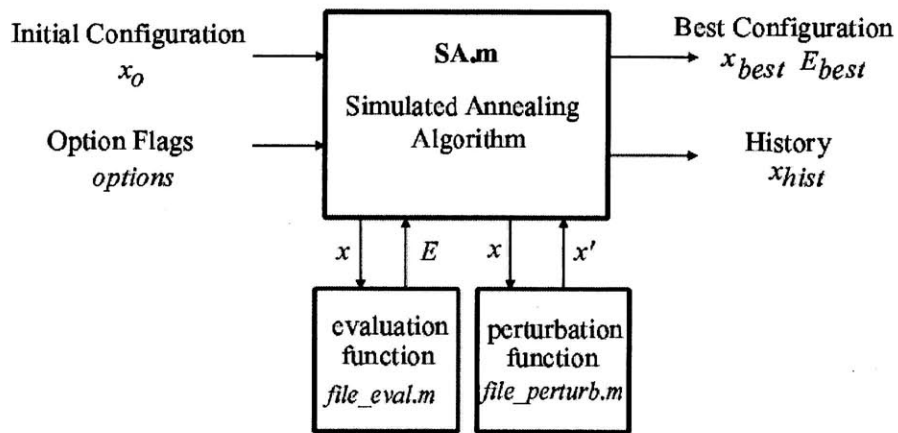 Initial Configuration
x_o
Option Flags
options
SA.m
Simulated Annealing
Algorithm
Best Configuration
x_best E_best
History
x_hist
x
E
x
x'
evaluation
function
file_eval.m
perturbation
function
file_perturb.m